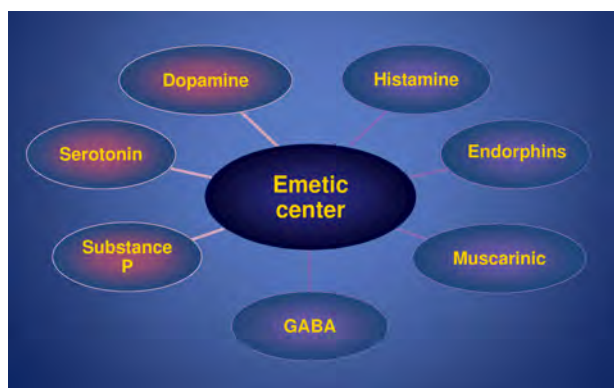 Dopamine
Histamine
Serotonin
Endorphins
Emetic
center
Substance
P
Muscarinic
GABA